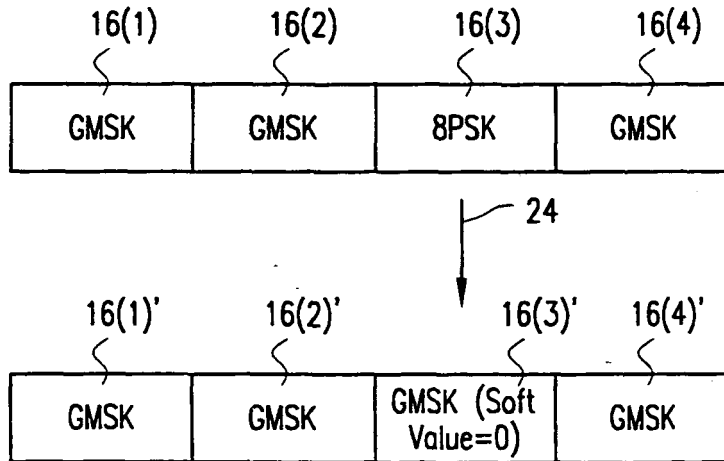 16(1) 16(2) 16(3) 16(4)
GMSK GMSK 8PSK GMSK
24
16(1)' 16(2)' 16(3)' 16(4)'
GMSK GMSK GMSK (Soft GMSK
Value=0)